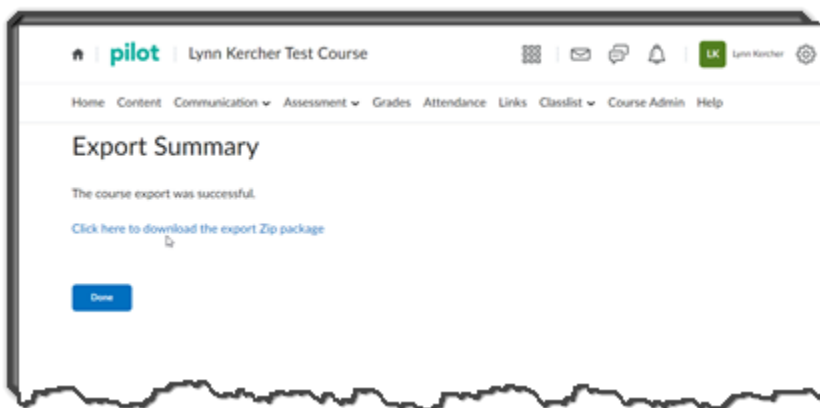 pilot Lynn Kercher Test Course LK Lynn Kercher
Home Content Communication Assessment Grades Attendance Links Classlist Course Admin Help
Export Summary
The course export was successful.
Click here to download the export Zip package
Done